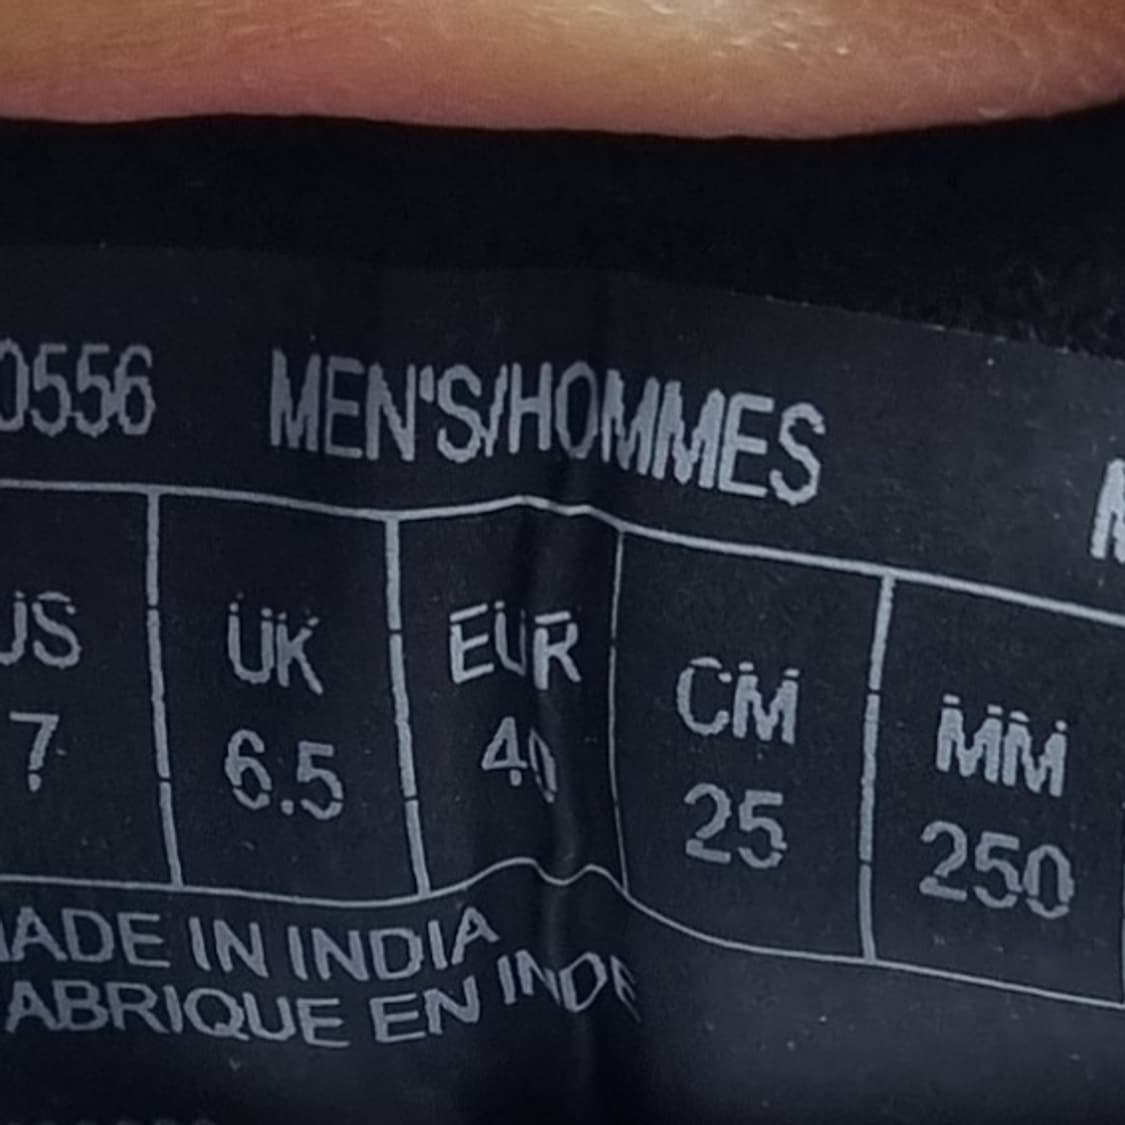 0556 MEN'S/HOMMES
US UK EUR CM MM
7 6.5 40 25 250
MADE IN INDIA
FABRIQUE EN INDE